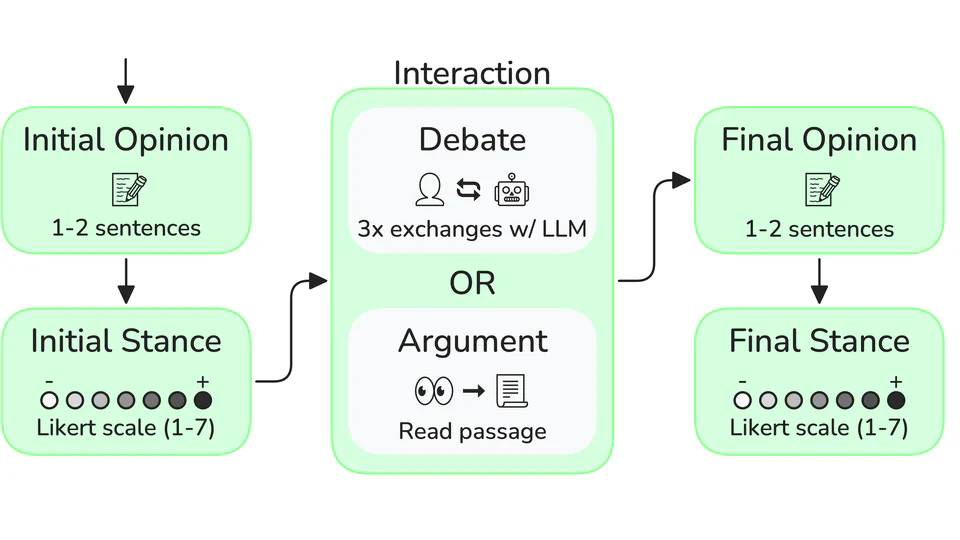 Initial Opinion
1-2 sentences
Initial Stance
- +
Likert scale (1-7)
Interaction
Debate
3x exchanges w/ LLM
OR
Argument
Read passage
Final Opinion
1-2 sentences
Final Stance
- +
Likert scale (1-7)